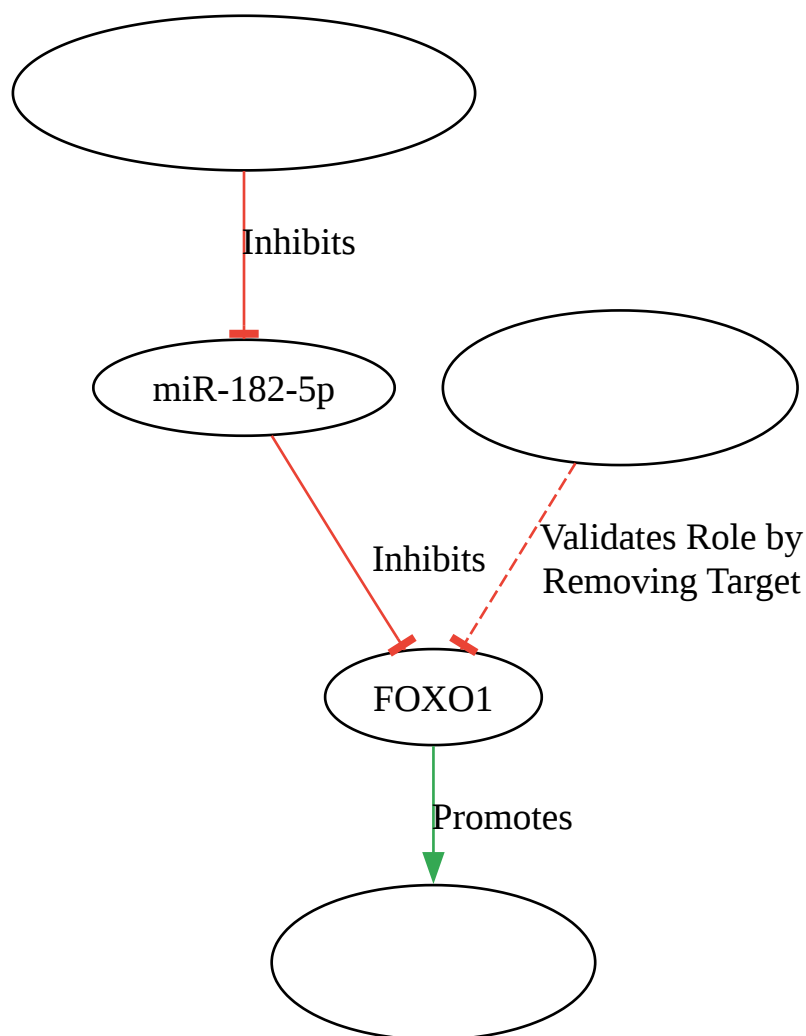 Inhibits
miR-182-5p
Inhibits
Validates Role by
Removing Target
FOXO1
Promotes